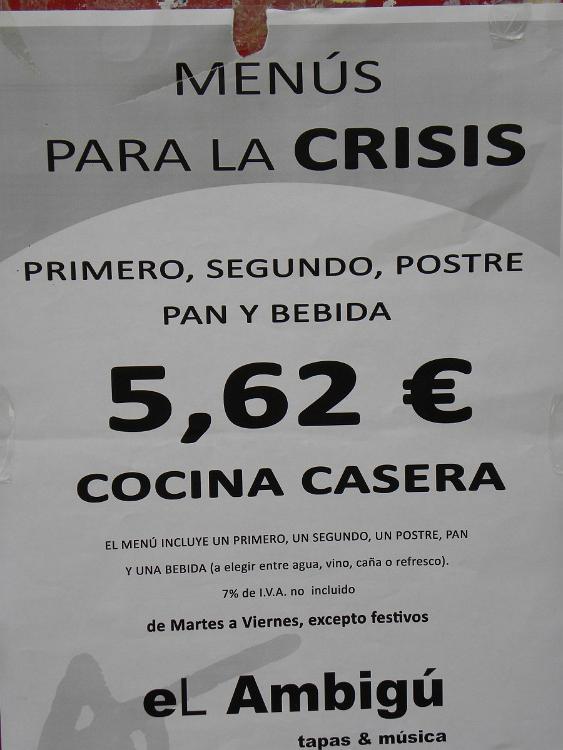 MENÚS
PARA LA CRISIS
PRIMERO, SEGUNDO, POSTRE
PAN Y BEBIDA
5,62 €
COCINA CASERA
EL MENÚ INCLUYE UN PRIMERO, UN SEGUNDO, UN POSTRE, PAN
Y UNA BEBIDA (a elegir entre agua, vino, caña o refresco).
7% de I.V.A. no incluido
de Martes a Viernes, excepto festivos
eL Ambigú
tapas & música